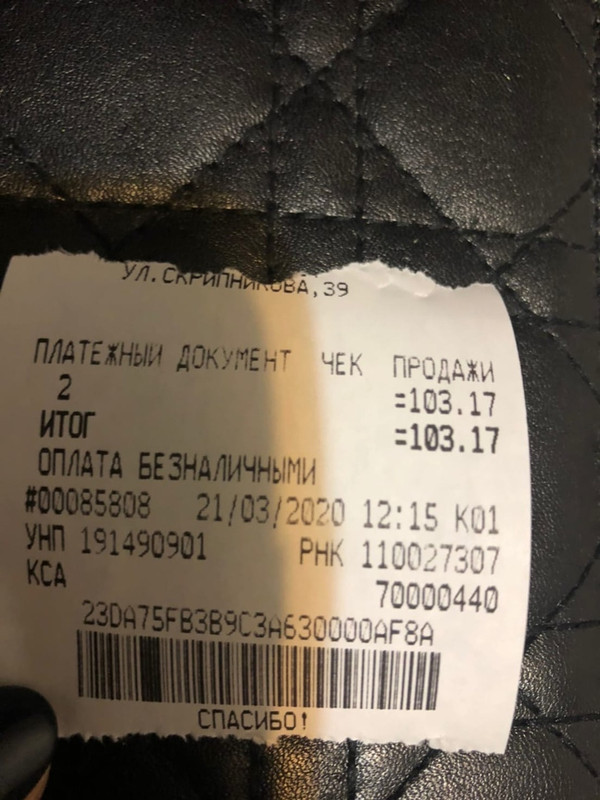 УЛ.СКРИПНИКОВА,39
ПЛАТЕЖНЫЙ ДОКУМЕНТ ЧЕК ПРОДАЖИ
2 =103.17
ИТОГ =103.17
ОПЛАТА БЕЗНАЛИЧНЫМИ
#00085808 21/03/2020 12:15 К01
УНП 191490901 РНК 110027307
КСА 70000440
23DA75FB3B9C3A630000AF8A
СПАСИБО!